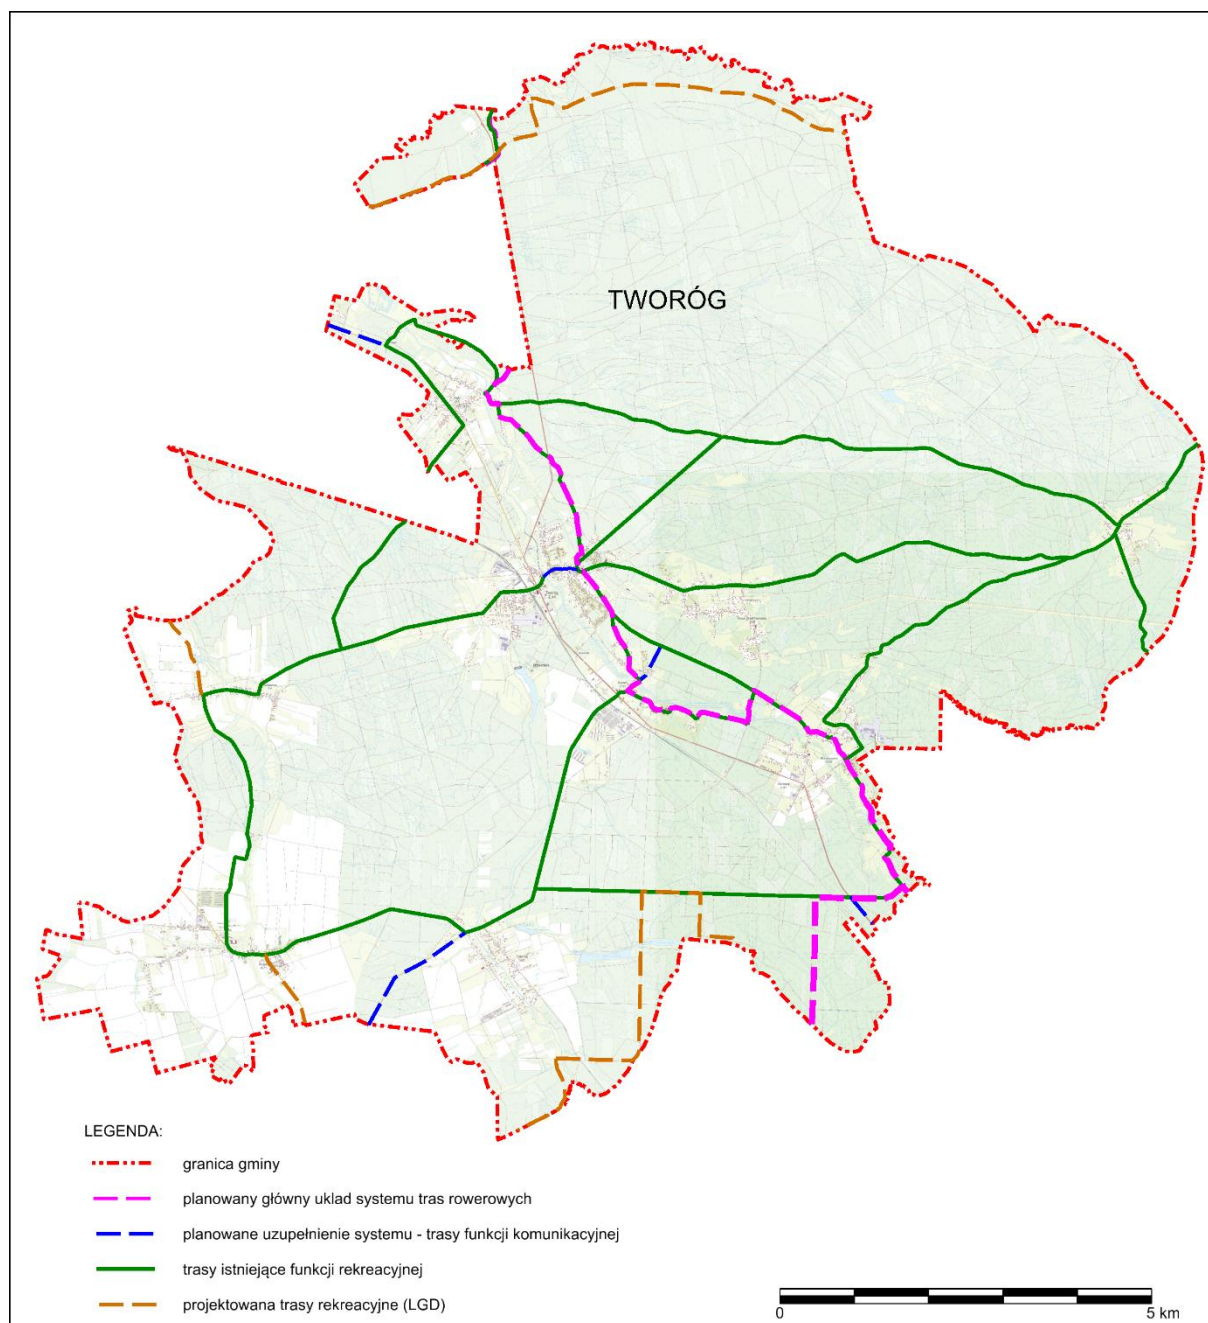 TWORÓG
LEGENDA:
granica gminy
planowany główny uklad systemu tras rowerowych
planowane uzupełnienie systemu - trasy funkcji komunikacyjnej
trasy istniejące funkcji rekreacyjnej
projektowana trasy rekreacyjne (LGD)
0 5 km